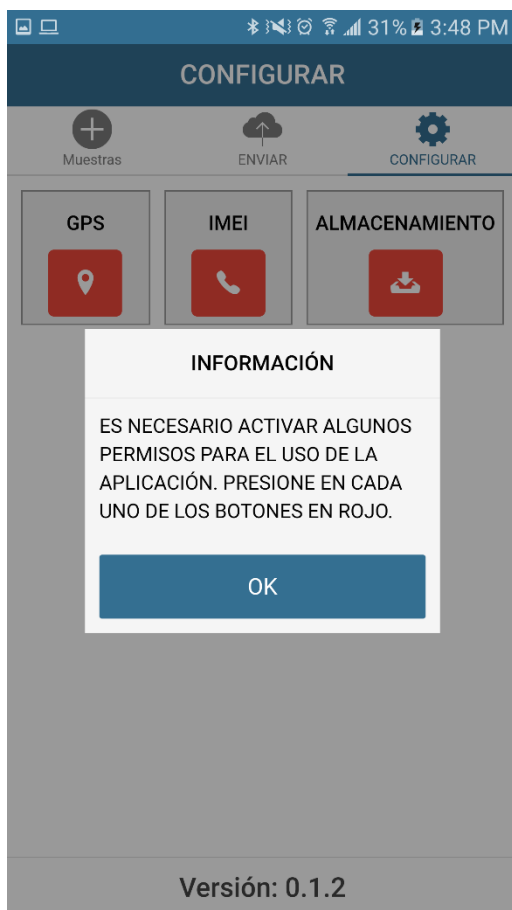 31% 3:48 PM
CONFIGURAR
Muestras ENVIAR CONFIGURAR
GPS IMEI ALMACENAMIENTO
INFORMACIÓN
ES NECESARIO ACTIVAR ALGUNOS
PERMISOS PARA EL USO DE LA
APLICACIÓN. PRESIONE EN CADA
UNO DE LOS BOTONES EN ROJO.
OK
Versión: 0.1.2